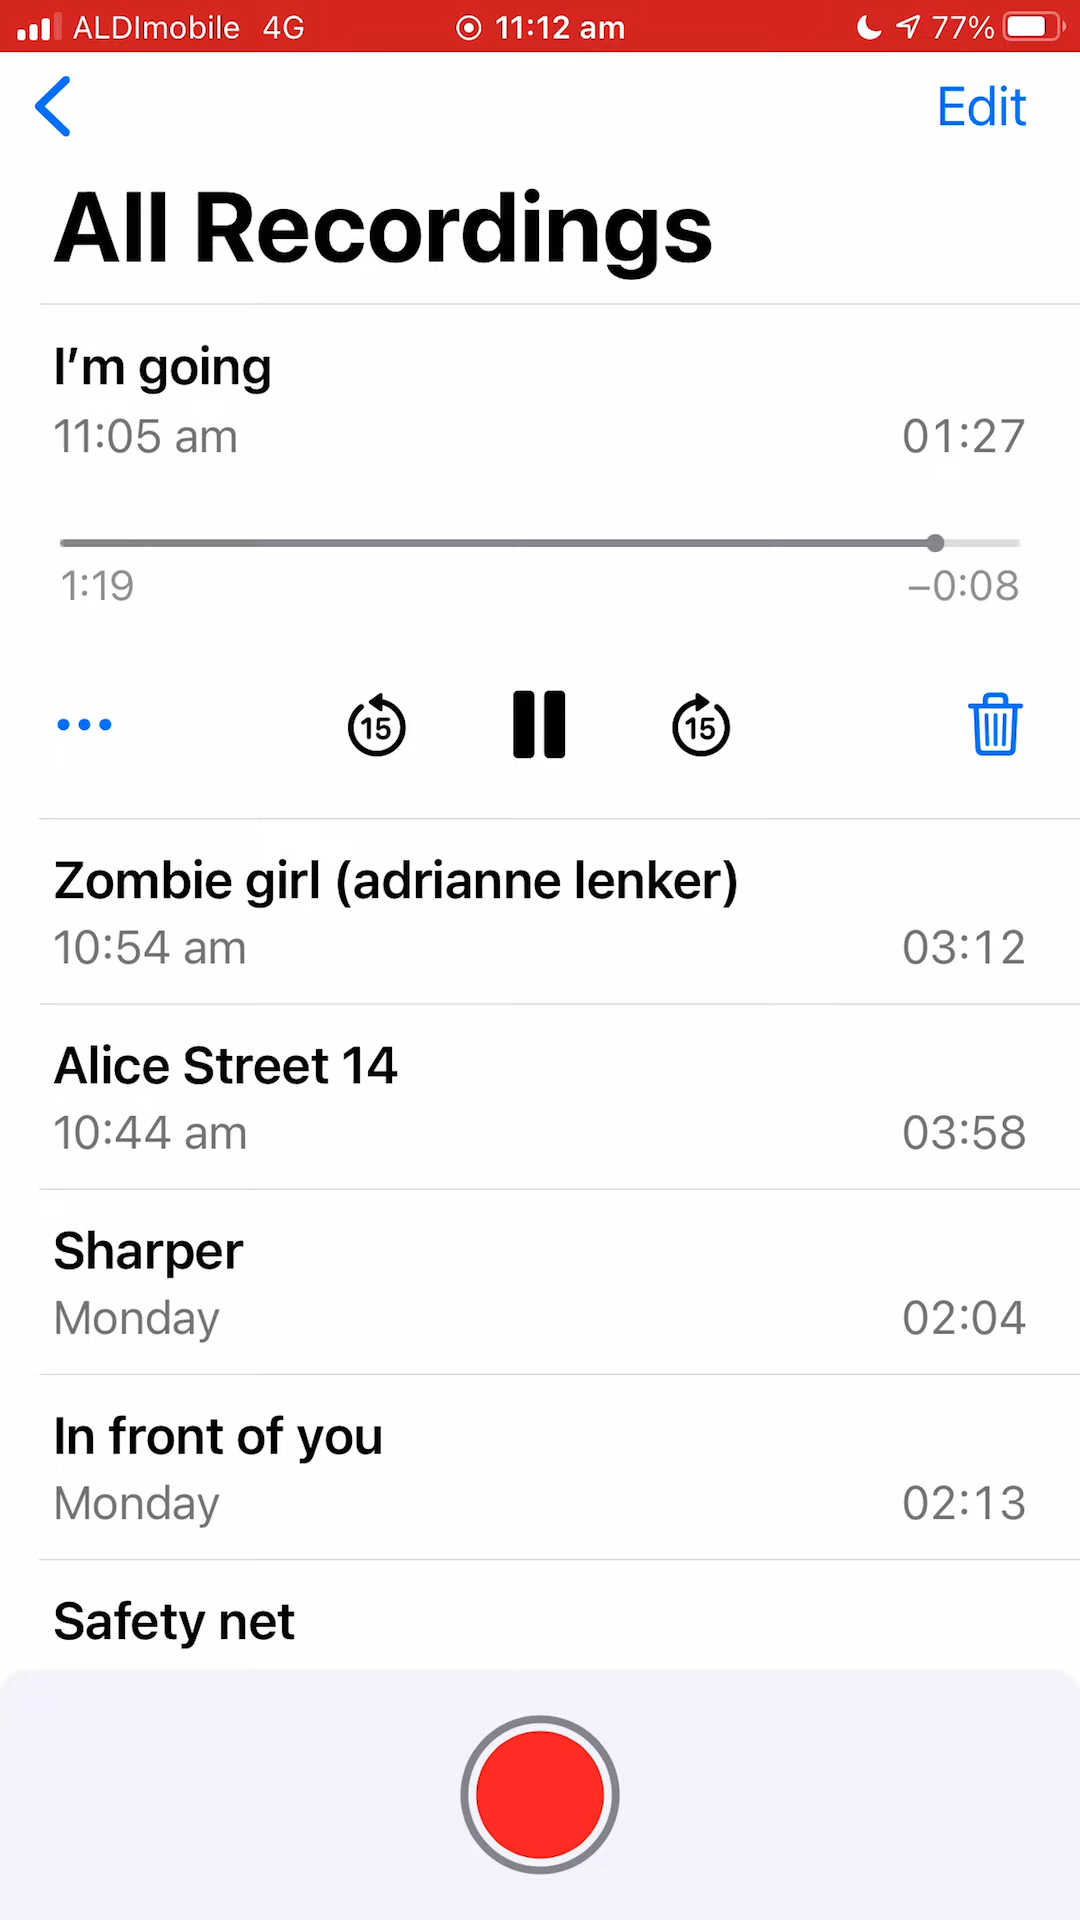 ALDImobile 4G 11:12 am 77%
Edit
All Recordings
I'm going
11:05 am 01:27
1:19 −0:08
15 15
Zombie girl (adrianne lenker)
10:54 am 03:12
Alice Street 14
10:44 am 03:58
Sharper
Monday 02:04
In front of you
Monday 02:13
Safety net